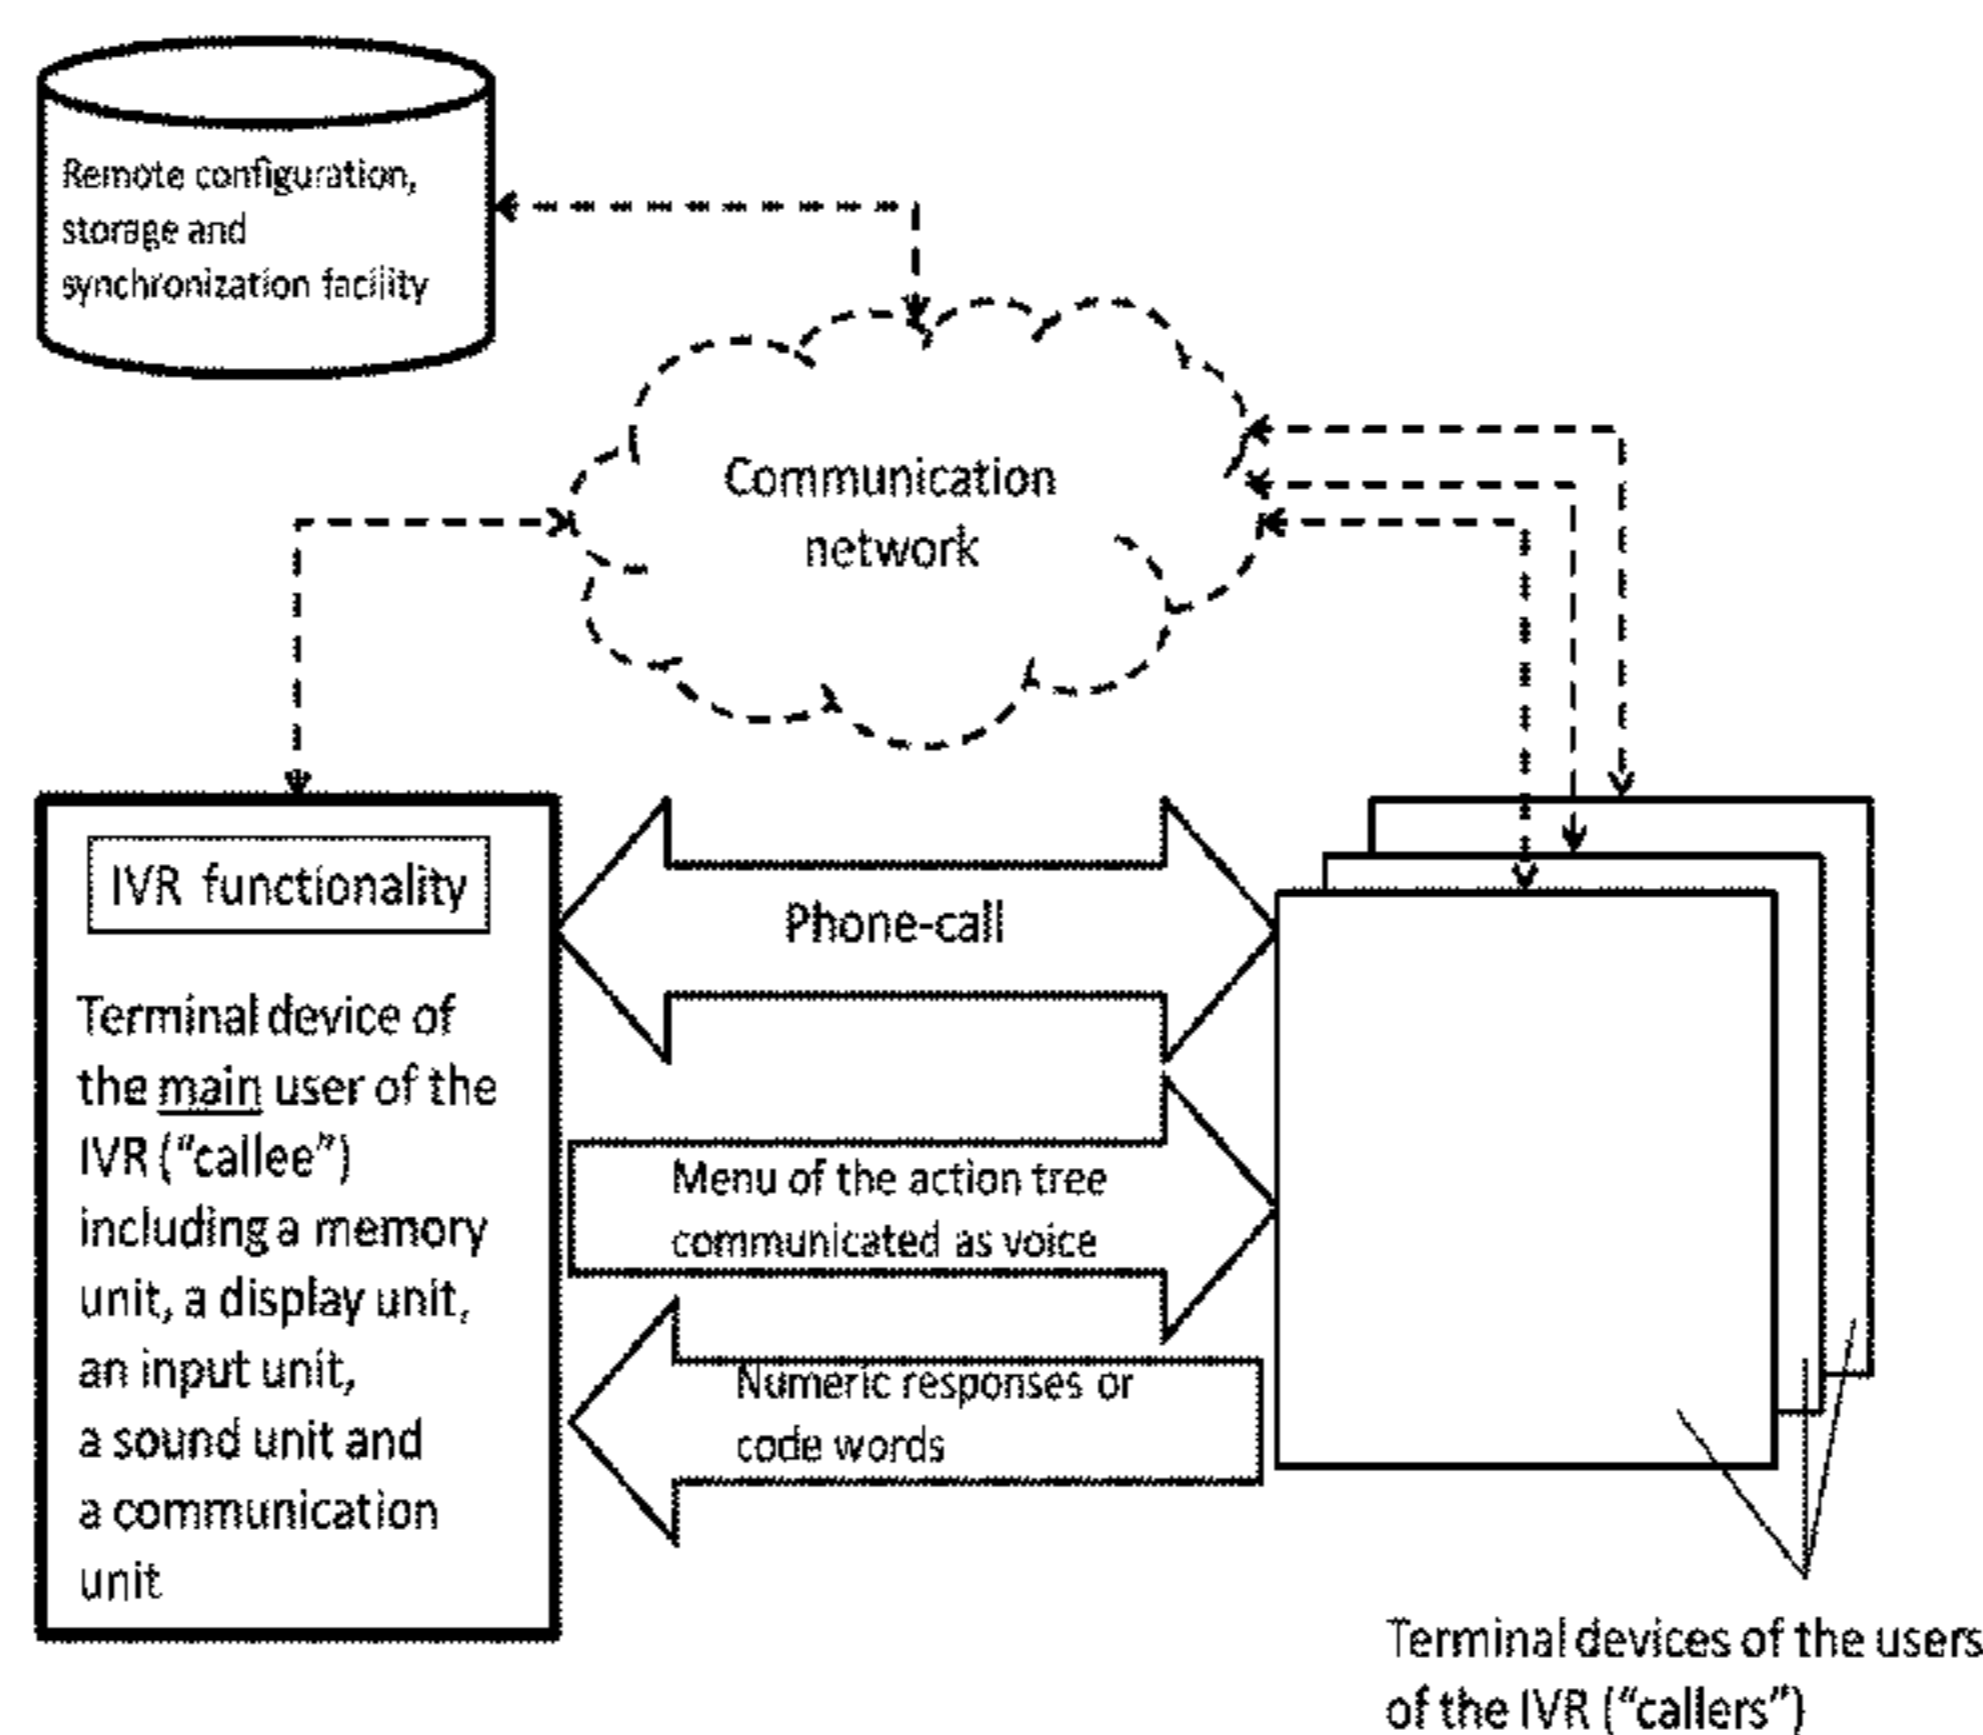 Remote configuration,
storage and
synchronization facility
Communication
network
IVR functionality
Terminal device of
the main user of the
IVR (“callee”)
including a memory
unit, a display unit,
an input unit,
a sound unit and
a communication
unit
Phone-call
Menu of the action tree
communicated as voice
Numeric responses or
code words
Terminal devices of the users
of the IVR (“callers”)